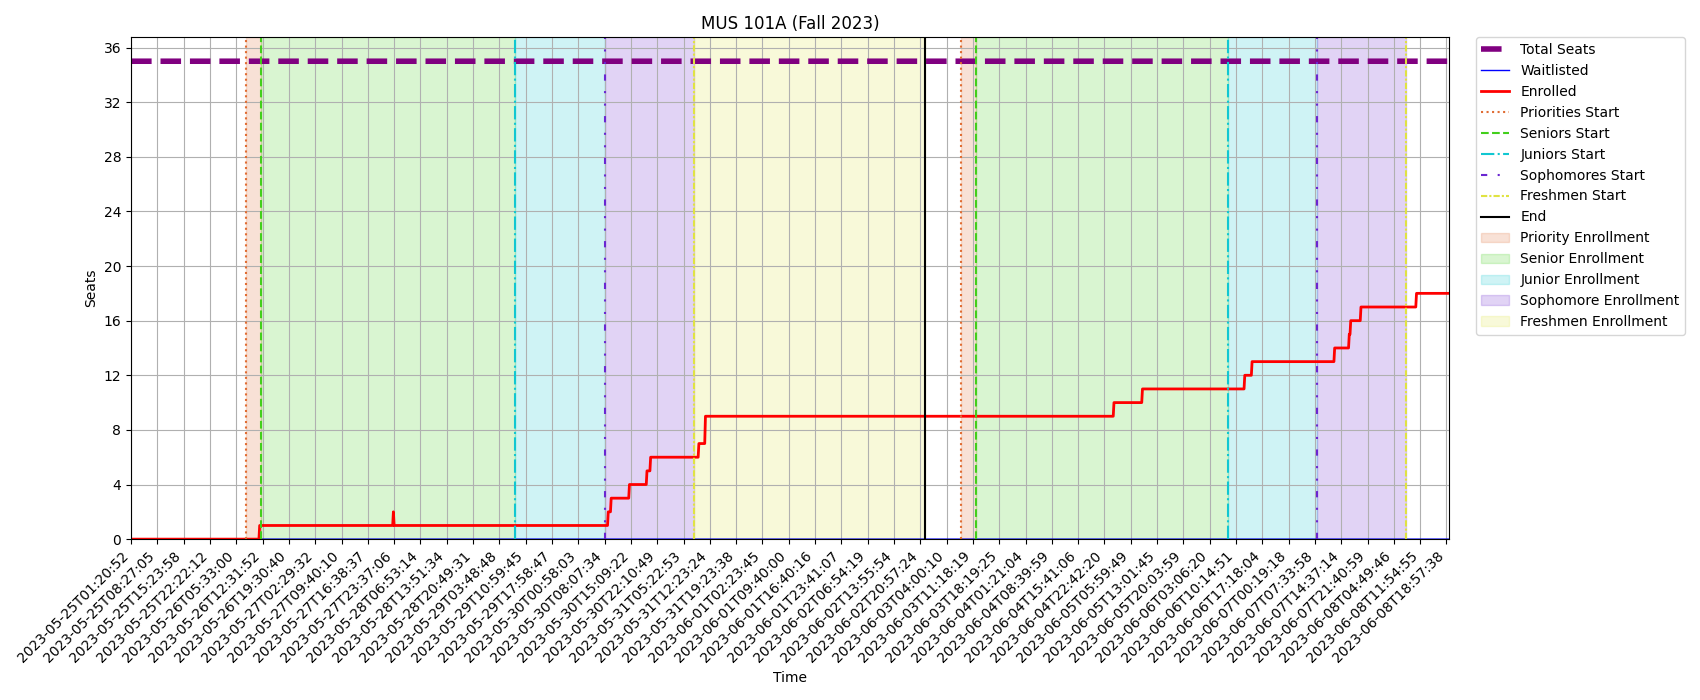 MUS 101A (Fall 2023)
Seats
36
32
28
24
20
16
12
8
4
0
2023-05-25T01:20:52
2023-05-25T08:27:05
2023-05-25T15:23:58
2023-05-25T22:22:12
2023-05-26T05:33:00
2023-05-26T12:31:52
2023-05-26T19:30:40
2023-05-27T02:29:32
2023-05-27T09:40:10
2023-05-27T16:38:37
2023-05-27T23:37:06
2023-05-28T06:53:14
2023-05-28T13:51:34
2023-05-28T20:49:31
2023-05-29T03:48:48
2023-05-29T10:59:45
2023-05-29T17:58:47
2023-05-30T00:58:03
2023-05-30T08:07:34
2023-05-30T15:09:22
2023-05-30T22:10:49
2023-05-31T05:22:53
2023-05-31T12:23:24
2023-05-31T19:23:38
2023-06-01T02:23:45
2023-06-01T09:40:00
2023-06-01T16:40:16
2023-06-01T23:41:07
2023-06-02T06:54:19
2023-06-02T13:55:54
2023-06-02T20:57:24
2023-06-03T04:00:10
2023-06-03T11:18:19
2023-06-03T18:19:25
2023-06-04T01:21:04
2023-06-04T08:39:59
2023-06-04T15:41:06
2023-06-04T22:42:20
2023-06-05T05:59:49
2023-06-05T13:01:45
2023-06-05T20:03:59
2023-06-06T03:06:20
2023-06-06T10:14:51
2023-06-06T17:18:04
2023-06-07T00:19:18
2023-06-07T07:33:58
2023-06-07T14:37:14
2023-06-07T21:40:59
2023-06-08T04:49:46
2023-06-08T11:54:55
2023-06-08T18:57:38
Time
Total Seats
Waitlisted
Enrolled
Priorities Start
Seniors Start
Juniors Start
Sophomores Start
Freshmen Start
End
Priority Enrollment
Senior Enrollment
Junior Enrollment
Sophomore Enrollment
Freshmen Enrollment